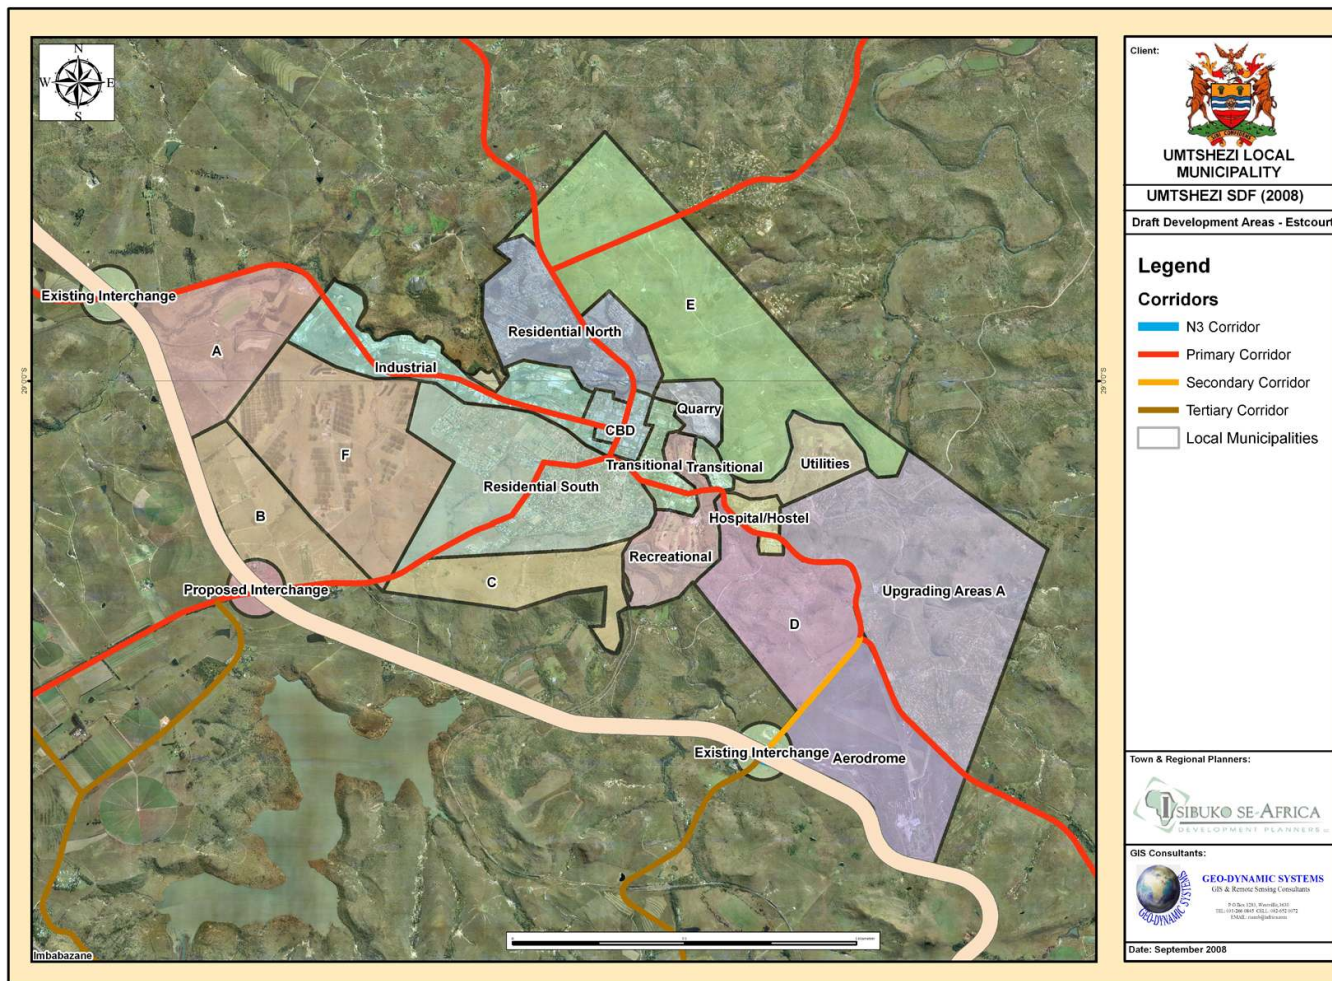 N
W
E
S
Existing Interchange
A
Industrial
Residential North
E
F
CBD
Quarry
Transitional
Transitional
Utilities
Residential South
B
Hospital/Hostel
Recreational
Proposed Interchange
C
D
Upgrading Areas A
Existing Interchange
Aerodrome
Imbabazane
Client:
UMTSHEZI LOCAL
MUNICIPALITY
UMTSHEZI SDF (2008)
Draft Development Areas - Estcourt
Legend
Corridors
N3 Corridor
Primary Corridor
Secondary Corridor
Tertiary Corridor
Local Municipalities
Town & Regional Planners:
ISIBUKO SE-AFRICA
DEVELOPMENT PLANNERS
GIS Consultants:
GEO-DYNAMIC SYSTEMS
GEO-DYNAMIC SYSTEMS
GIS & Remote Sensing Consultants
Date: September 2008